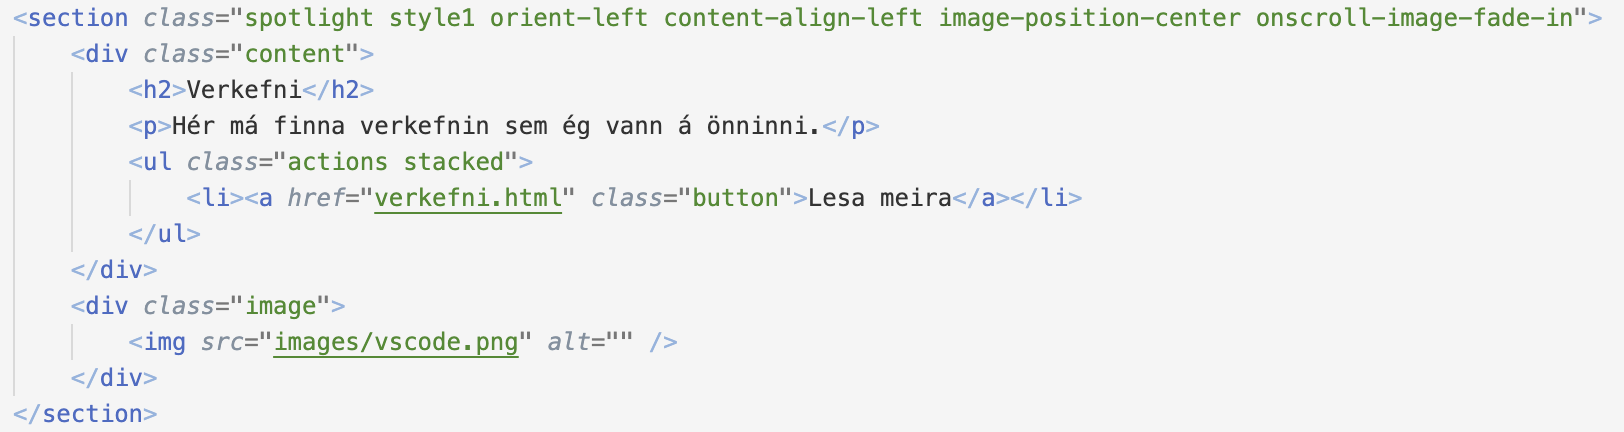 <section class="spotlight style1 orient-left content-align-left image-position-center onscroll-image-fade-in">
<div class="content">
<h2>Verkefni</h2>
<p>Hér má finna verkefnin sem ég vann á önninni.</p>
<ul class="actions stacked">
<li><a href="verkefni.html" class="button">Lesa meira</a></li>
</ul>
</div>
<div class="image">
<img src="images/vscode.png" alt="" />
</div>
</section>